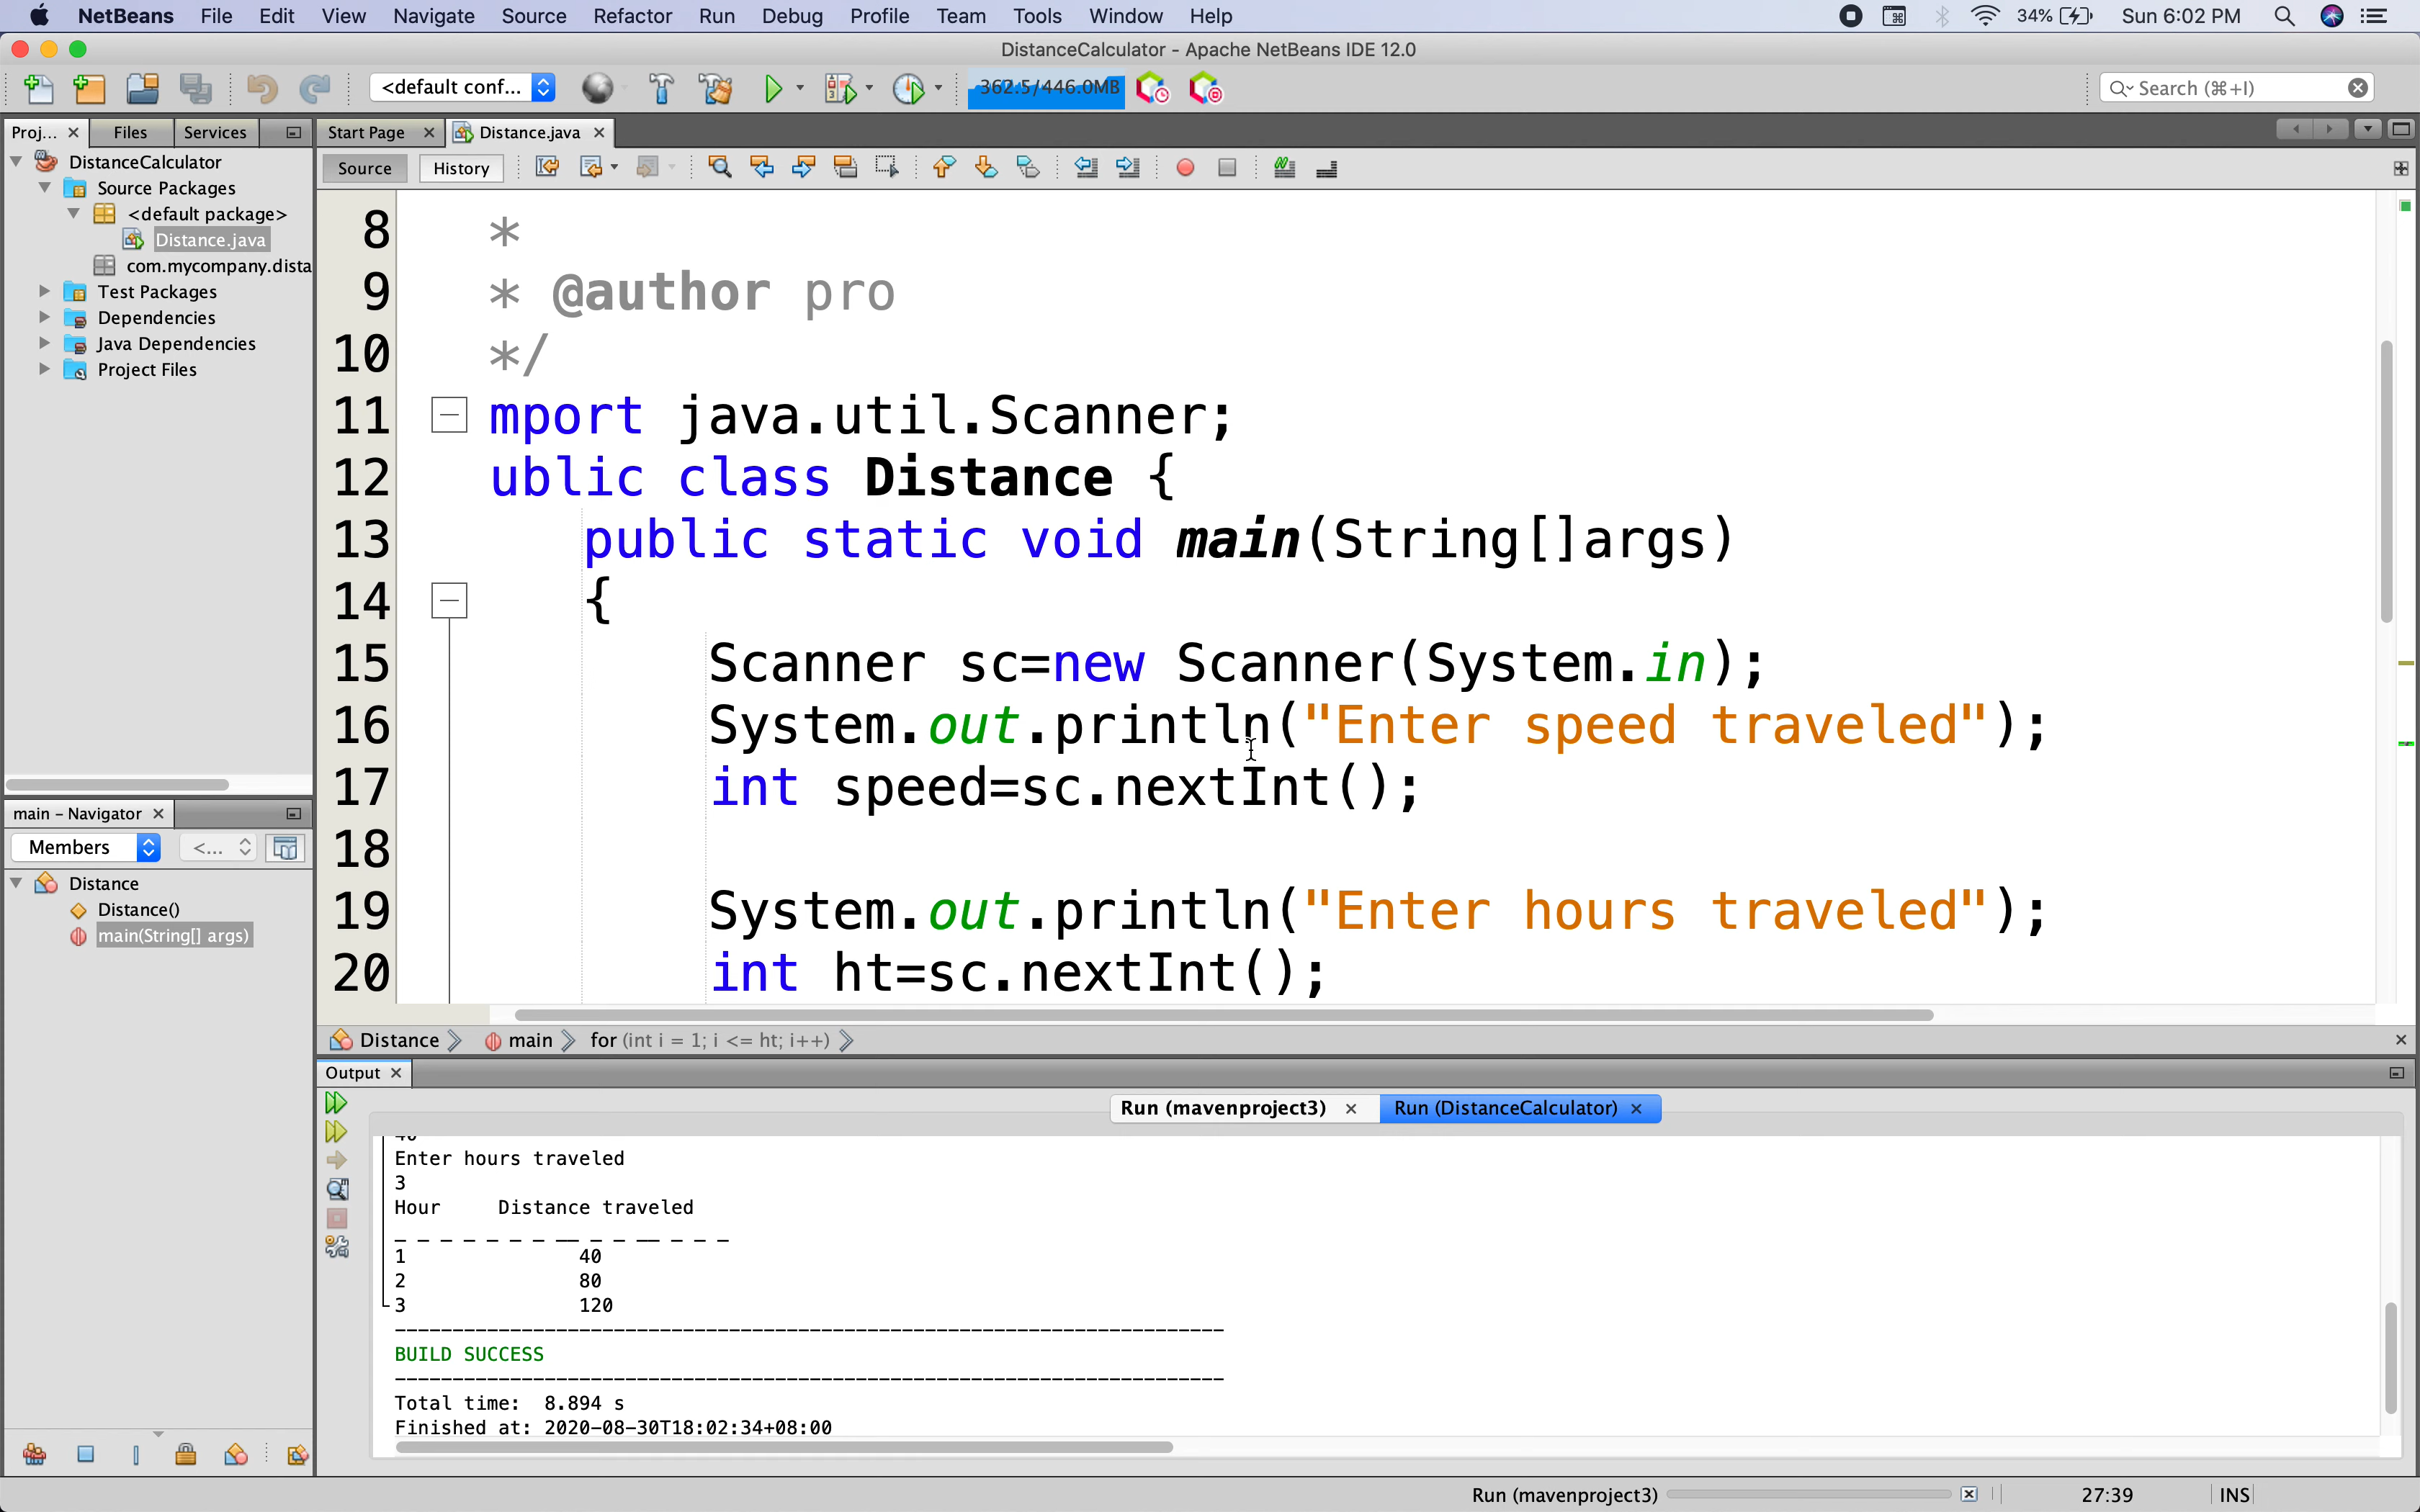 NetBeans File Edit View Navigate Source Refactor Run Debug Profile Team Tools Window Help 34% Sun 6:02 PM
DistanceCalculator - Apache NetBeans IDE 12.0
<default conf... 362.5/446.0MB Search (⌘+I)
Proj... Files Services Start Page Distance.java
Source History
DistanceCalculator
Source Packages
<default package>
Distance.java
com.mycompany.dista
Test Packages
Dependencies
Java Dependencies
Project Files
8 *
9 * @author pro
10 */
11 mport java.util.Scanner;
12 ublic class Distance {
13 public static void main(String[]args)
14 {
15 Scanner sc=new Scanner(System.in);
16 System.out.println("Enter speed traveled");
17 int speed=sc.nextInt();
18
19 System.out.println("Enter hours traveled");
20 int ht=sc.nextInt();
main – Navigator
Members <...
Distance
Distance()
main(String[] args)
Distance main for (int i = 1; i <= ht; i++)
Output
Run (mavenproject3) Run (DistanceCalculator)
40
Enter hours traveled
3
Hour Distance traveled
_ _ _ _ _ _ _ __ _ _ __ _ _ _ _
1 40
2 80
3 120
------------------------------------------------------------------------
BUILD SUCCESS
------------------------------------------------------------------------
Total time: 8.894 s
Finished at: 2020-08-30T18:02:34+08:00
Run (mavenproject3) 27:39 INS